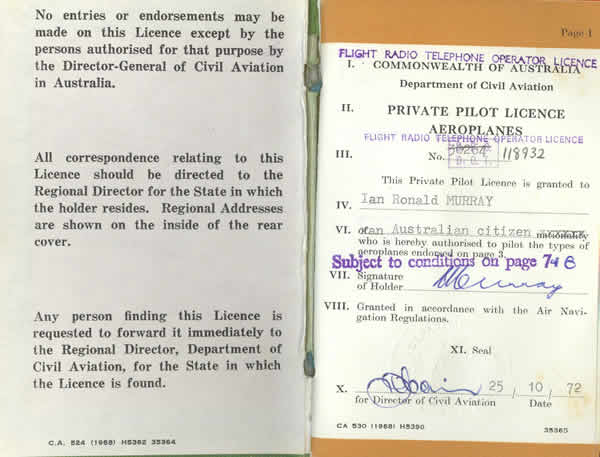 No entries or endorsements may be
made on this Licence except by the
persons authorised for that purpose by
the Director-General of Civil Aviation
in Australia.
All correspondence relating to this
Licence should be directed to the
Regional Director for the State in which
the holder resides. Regional Addresses
are shown on the inside of the rear
cover.
Any person finding this Licence is
requested to forward it immediately to
the Regional Director, Department of
Civil Aviation, for the State in which
the Licence is found.
C.A. 524 (1968) H5362 35364
Page 1
FLIGHT RADIO TELEPHONE OPERATOR LICENCE
I. COMMONWEALTH OF AUSTRALIA
Department of Civil Aviation
II. PRIVATE PILOT LICENCE
AEROPLANES
FLIGHT RADIO TELEPHONE OPERATOR LICENCE
III. No. 118932
This Private Pilot Licence is granted to
IV. Ian Ronald MURRAY
VI. of an Australian citizen nationality
who is hereby authorised to pilot the types of
aeroplanes endorsed on page 3.
Subject to conditions on page 7+8
VII. Signature
of Holder Murray
VIII. Granted in accordance with the Air Navi-
gation Regulations.
XI. Seal
X. 25 / 10 / 72
for Director of Civil Aviation Date
CA 530 (1968) H5390 35365